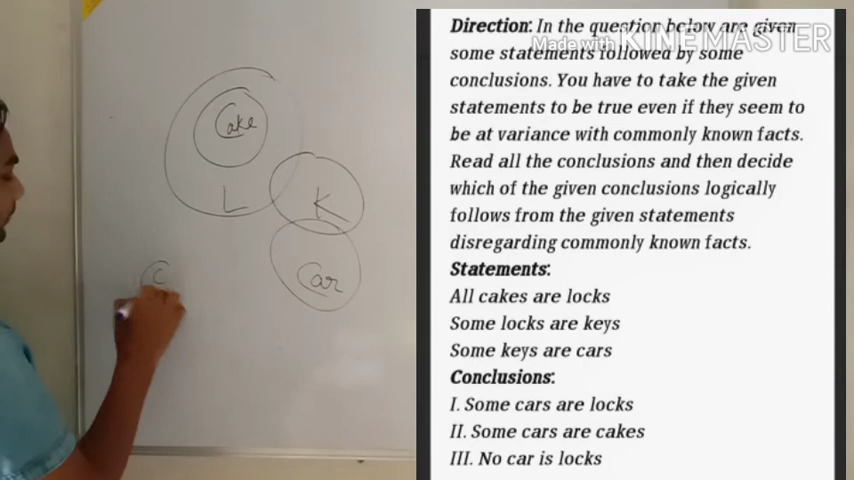 Cake
L
K
Car
C
Made with KINEMASTER
Direction: In the question below are given
some statements followed by some
conclusions. You have to take the given
statements to be true even if they seem to
be at variance with commonly known facts.
Read all the conclusions and then decide
which of the given conclusions logically
follows from the given statements
disregarding commonly known facts.
Statements:
All cakes are locks
Some locks are keys
Some keys are cars
Conclusions:
I. Some cars are locks
II. Some cars are cakes
III. No car is locks